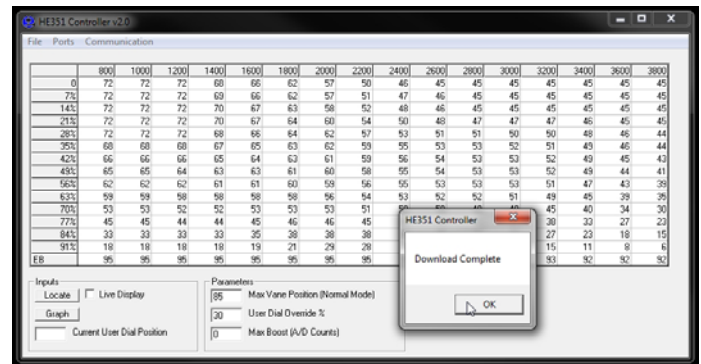 HE351 Controller v2.0
File Ports Communication
800 1000 1200 1400 1600 1800 2000 2200 2400 2600 2800 3000 3200 3400 3600 3800
0 72 72 72 68 66 62 57 50 46 45 45 45 45 45 45 45
7% 72 72 72 69 66 62 57 51 47 46 45 45 45 45 45 45
14% 72 72 72 70 67 63 58 52 48 46 45 45 45 45 45 45
21% 72 72 72 70 67 64 60 54 50 48 47 47 47 46 45 45
28% 72 72 72 68 66 64 62 57 53 51 51 50 50 48 46 44
35% 68 68 68 67 65 63 62 59 55 53 53 52 51 49 46 44
42% 66 66 66 65 64 63 61 59 56 54 53 53 52 49 45 43
49% 65 65 64 63 63 61 60 58 55 54 53 53 52 49 44 41
56% 62 62 62 61 61 60 59 56 55 53 53 53 51 47 43 39
63% 59 59 58 58 58 58 56 54 53 52 52 51 49 45 39 35
70% 53 53 52 52 53 53 53 51 45 40 34 30
77% 45 45 44 44 45 46 46 45 38 33 27 23
84% 33 33 33 33 35 38 38 38 27 23 18 15
91% 18 18 18 18 19 21 29 28 15 11 8 6
EB 95 95 95 95 95 95 95 95 93 92 92 92
HE351 Controller
Download Complete
OK
Inputs
Locate Live Display
Graph
Current User Dial Position
Parameters
85 Max Vane Position (Normal Mode)
30 User Dial Override %
0 Max Boost (A/D Counts)